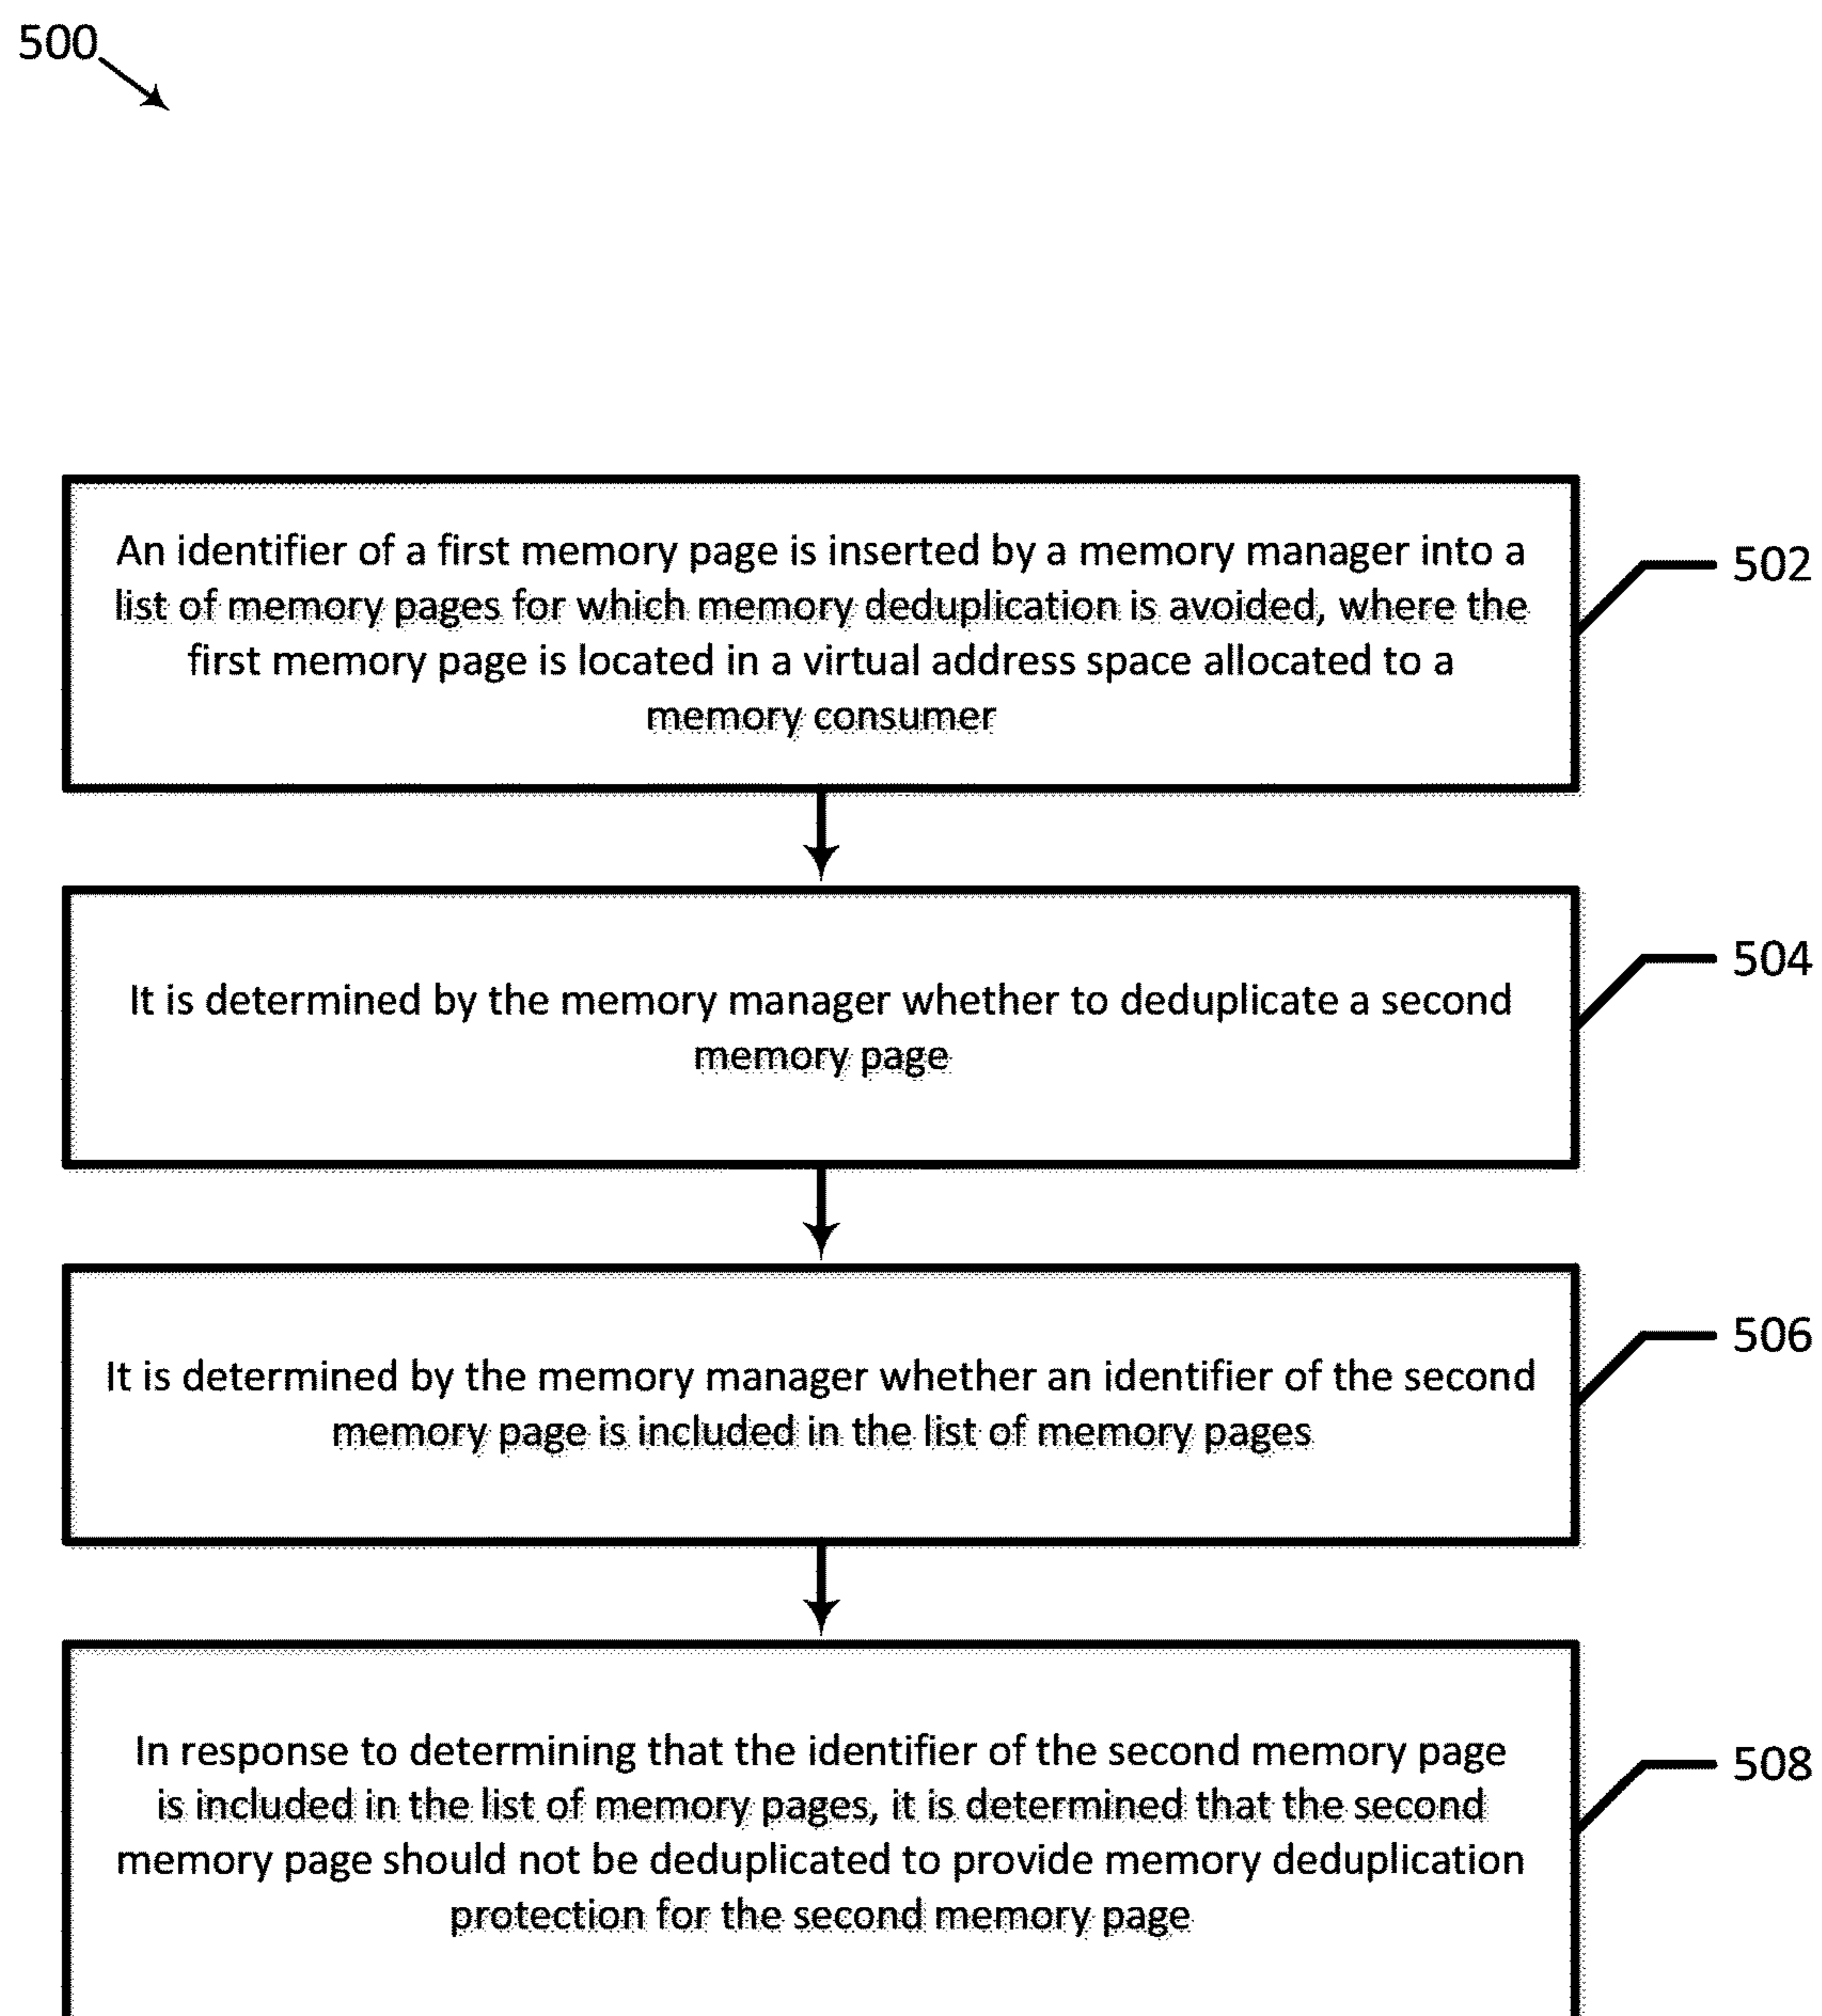 500
An identifier of a first memory page is inserted by a memory manager into a
list of memory pages for which memory deduplication is avoided, where the
first memory page is located in a virtual address space allocated to a
memory consumer
502
It is determined by the memory manager whether to deduplicate a second
memory page
504
It is determined by the memory manager whether an identifier of the second
memory page is included in the list of memory pages
506
In response to determining that the identifier of the second memory page
is included in the list of memory pages, it is determined that the second
memory page should not be deduplicated to provide memory deduplication
protection for the second memory page
508